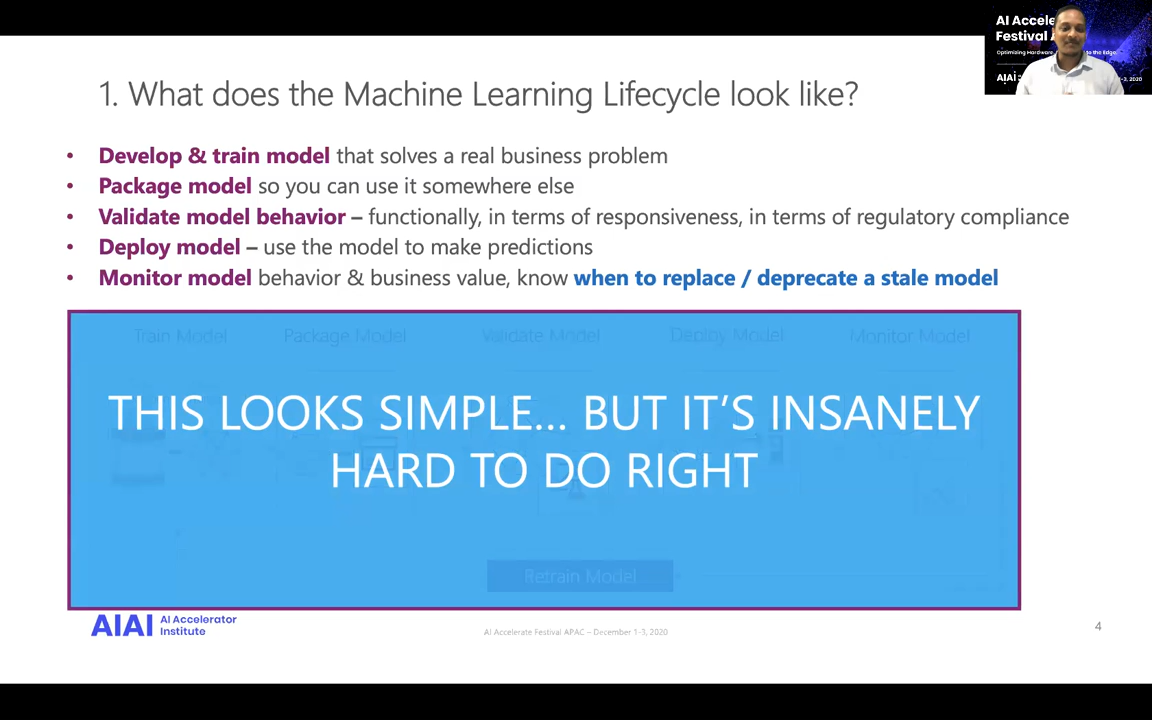 1. What does the Machine Learning Lifecycle look like?
• Develop & train model that solves a real business problem
• Package model so you can use it somewhere else
• Validate model behavior – functionally, in terms of responsiveness, in terms of regulatory compliance
• Deploy model – use the model to make predictions
• Monitor model behavior & business value, know when to replace / deprecate a stale model
Train Model Package Model Validate Model Deploy Model Monitor Model
THIS LOOKS SIMPLE... BUT IT'S INSANELY
HARD TO DO RIGHT
Retrain Model
AIAI AI Accelerator
Institute
AI Accelerate Festival APAC – December 1-3, 2020
4
AI Accele
Festival
Optimizing Hardware
to the Edge
AIAI
-3, 2020